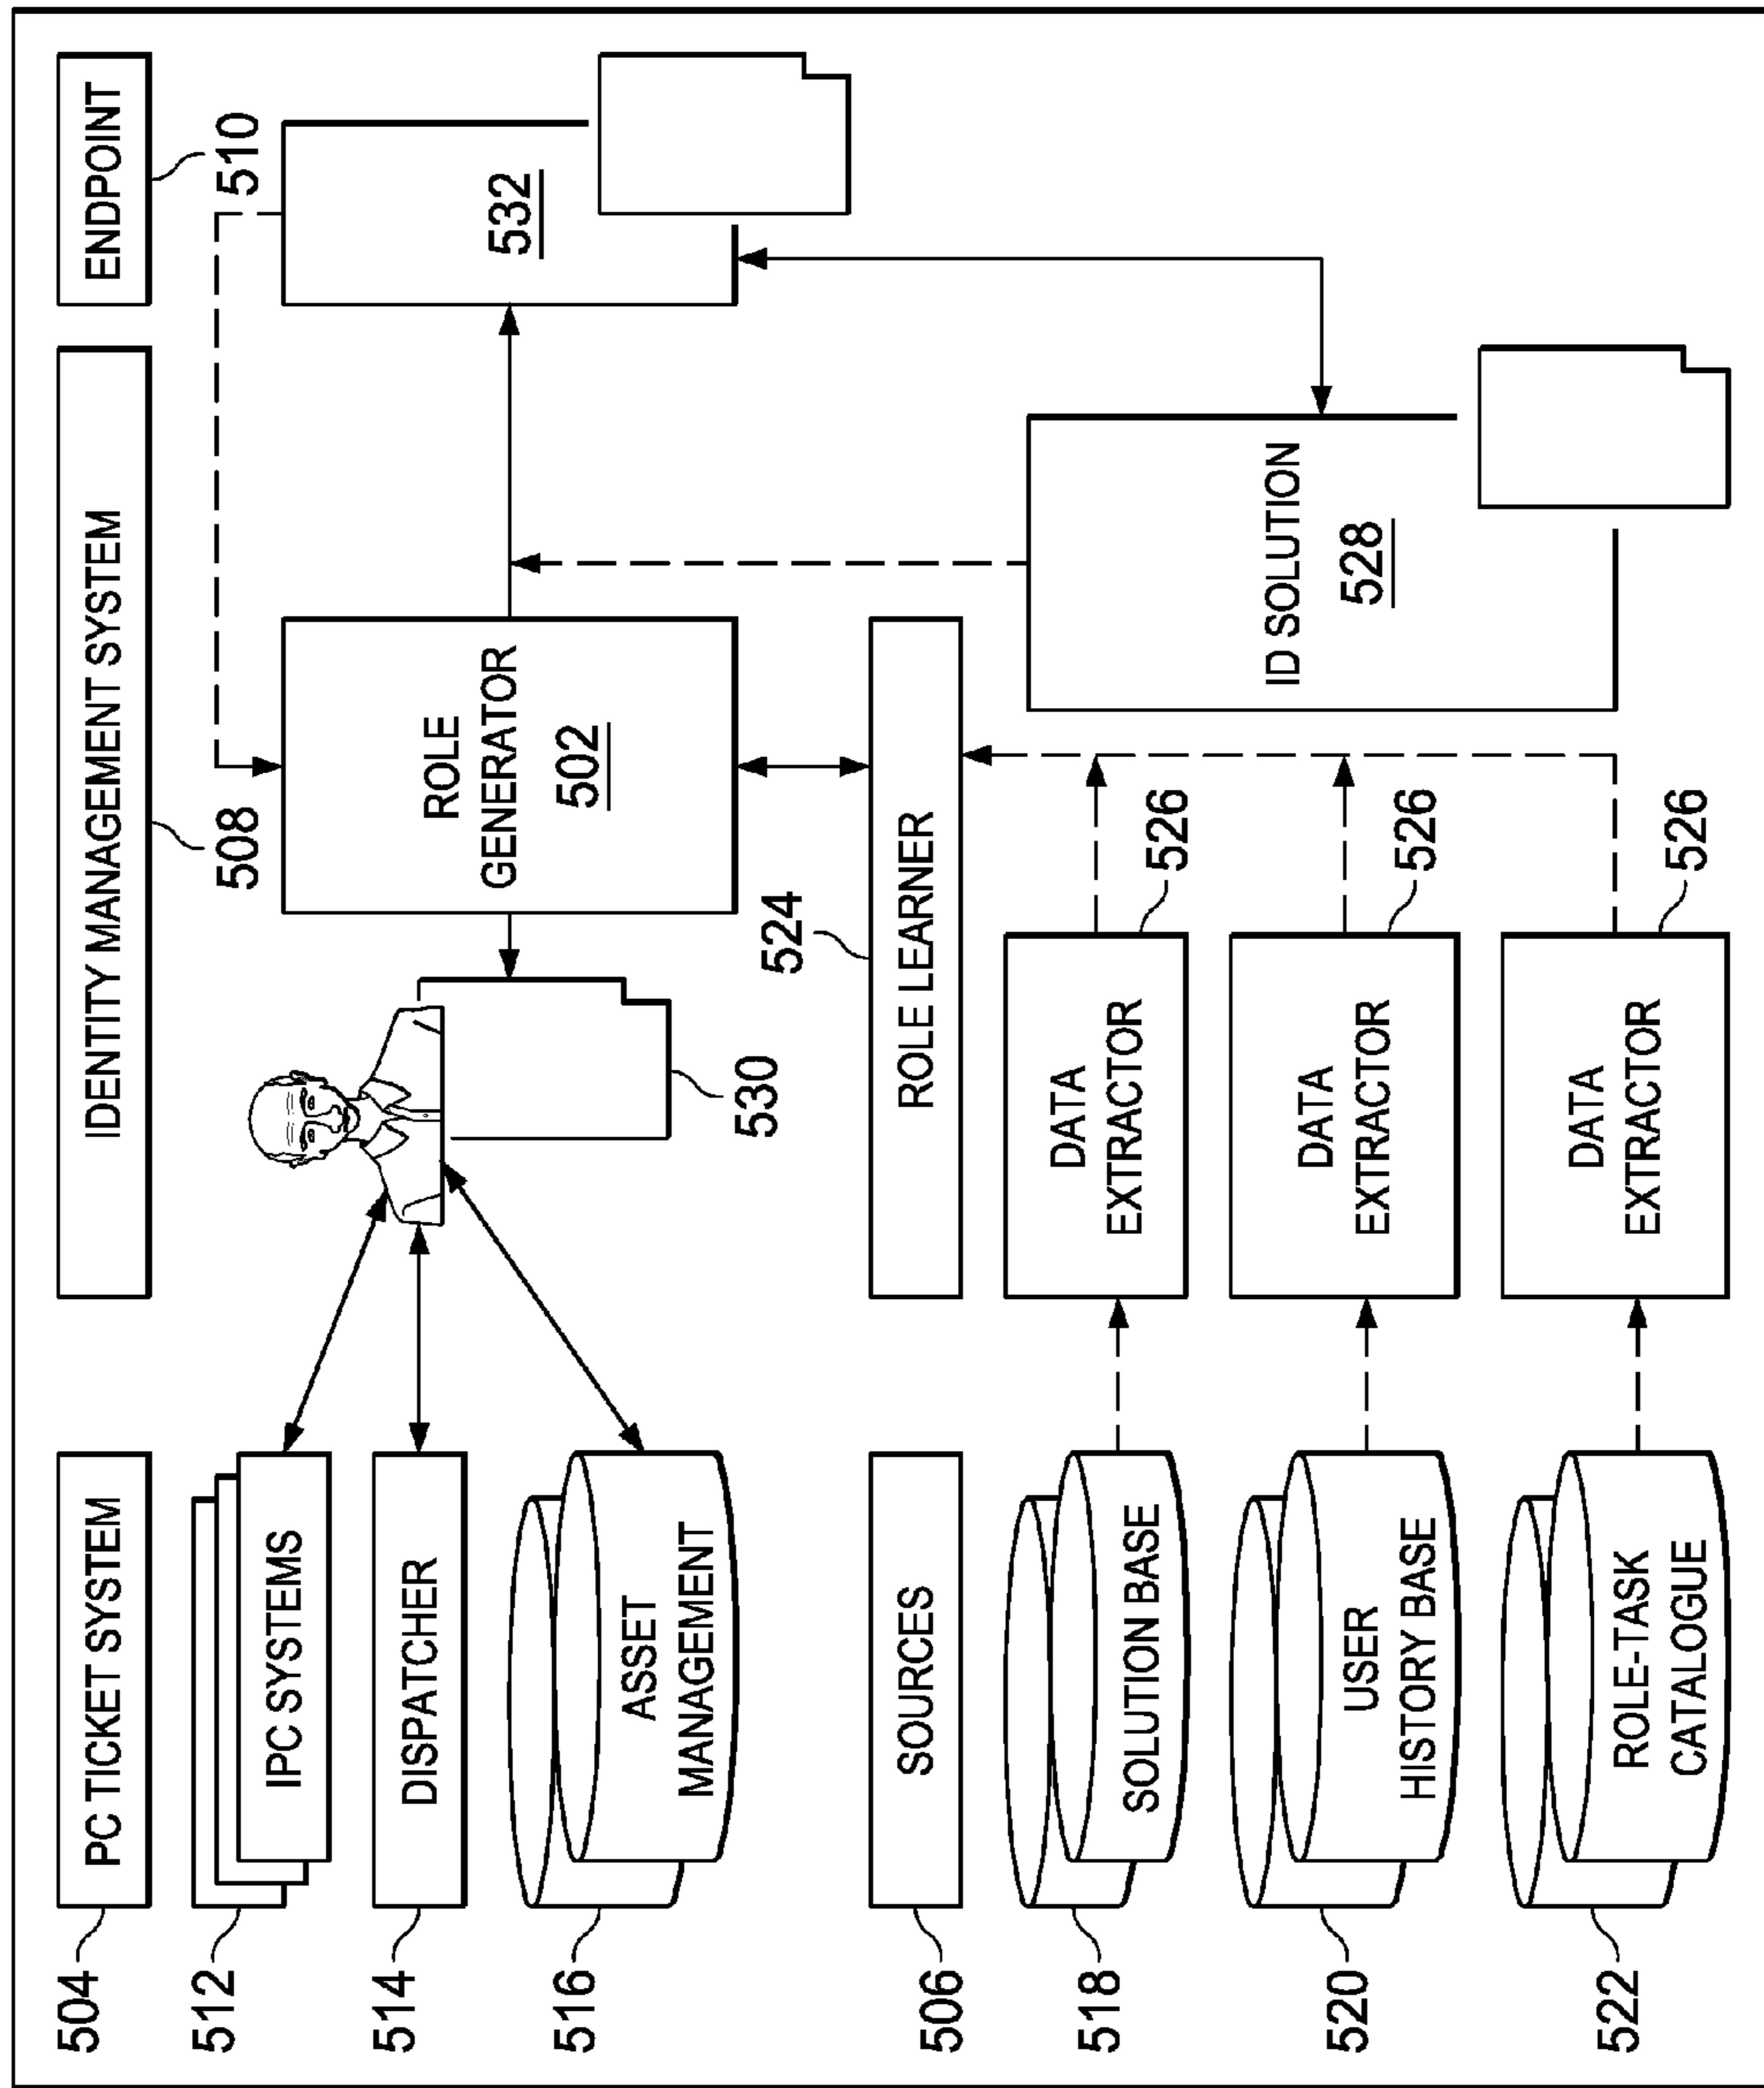 PC TICKET SYSTEM
504
IDENTITY MANAGEMENT SYSTEM
508
ENDPOINT
510
512
IPC SYSTEMS
514
DISPATCHER
516
ASSET
MANAGEMENT
530
ROLE
GENERATOR
502
532
506
SOURCES
524
ROLE LEARNER
518
SOLUTION BASE
DATA
EXTRACTOR
526
520
USER
HISTORY BASE
DATA
EXTRACTOR
526
522
ROLE-TASK
CATALOGUE
DATA
EXTRACTOR
526
ID SOLUTION
528